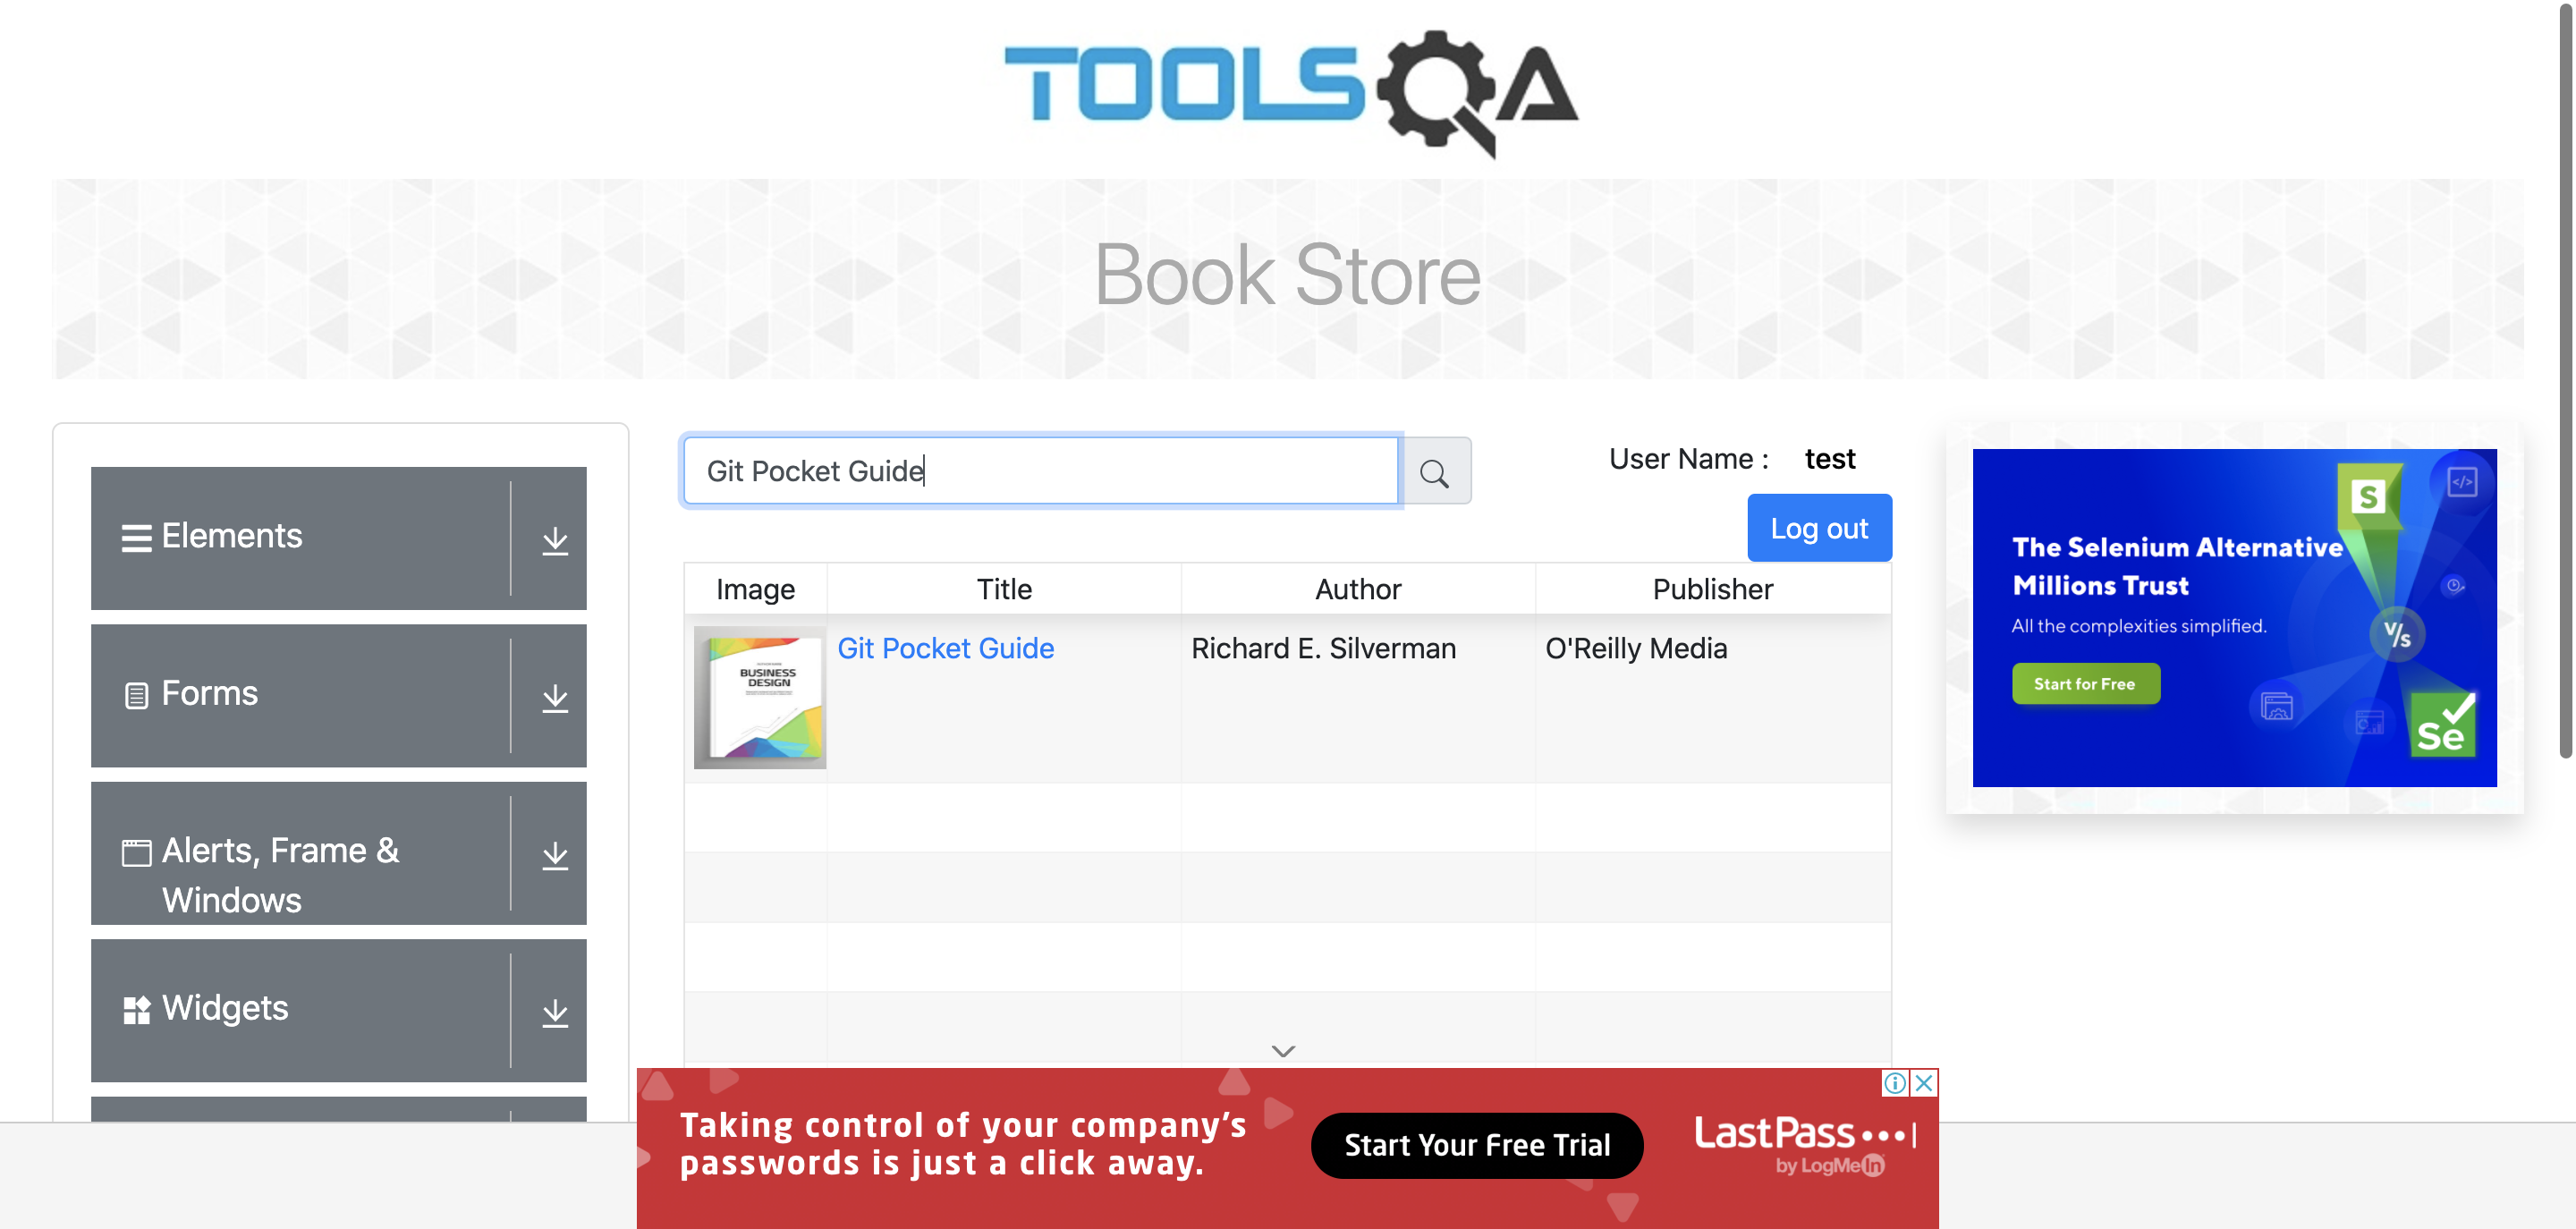 TOOLSQA
Book Store
Elements
Forms
Alerts, Frame &
Windows
Widgets
Git Pocket Guide
User Name : test
Log out
Image Title Author Publisher
BUSINESS
DESIGN
Git Pocket Guide Richard E. Silverman O'Reilly Media
S
</>
The Selenium Alternative
Millions Trust
All the complexities simplified.
V/s
Start for Free
Se
Taking control of your company's
passwords is just a click away.
Start Your Free Trial
LastPass
by LogMeIn